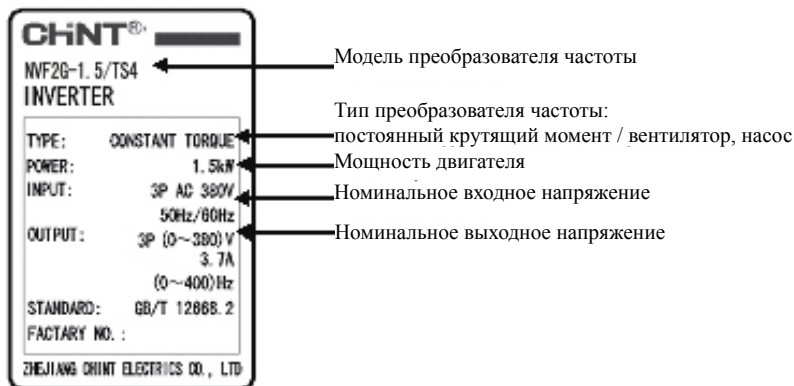 CHiNT®
NVF2G-1.5/TS4
INVERTER
TYPE: CONSTANT TORQUE
POWER: 1.5kW
INPUT: 3P AC 380V
50Hz/60Hz
OUTPUT: 3P (0~380)V
3.7A
(0~400)Hz
STANDARD: GB/T 12668.2
FACTARY NO.:
ZHEJIANG CHINT ELECTRICS CO., LTD
Модель преобразователя частоты
Тип преобразователя частоты:
постоянный крутящий момент / вентилятор, насос
Мощность двигателя
Номинальное входное напряжение
Номинальное выходное напряжение